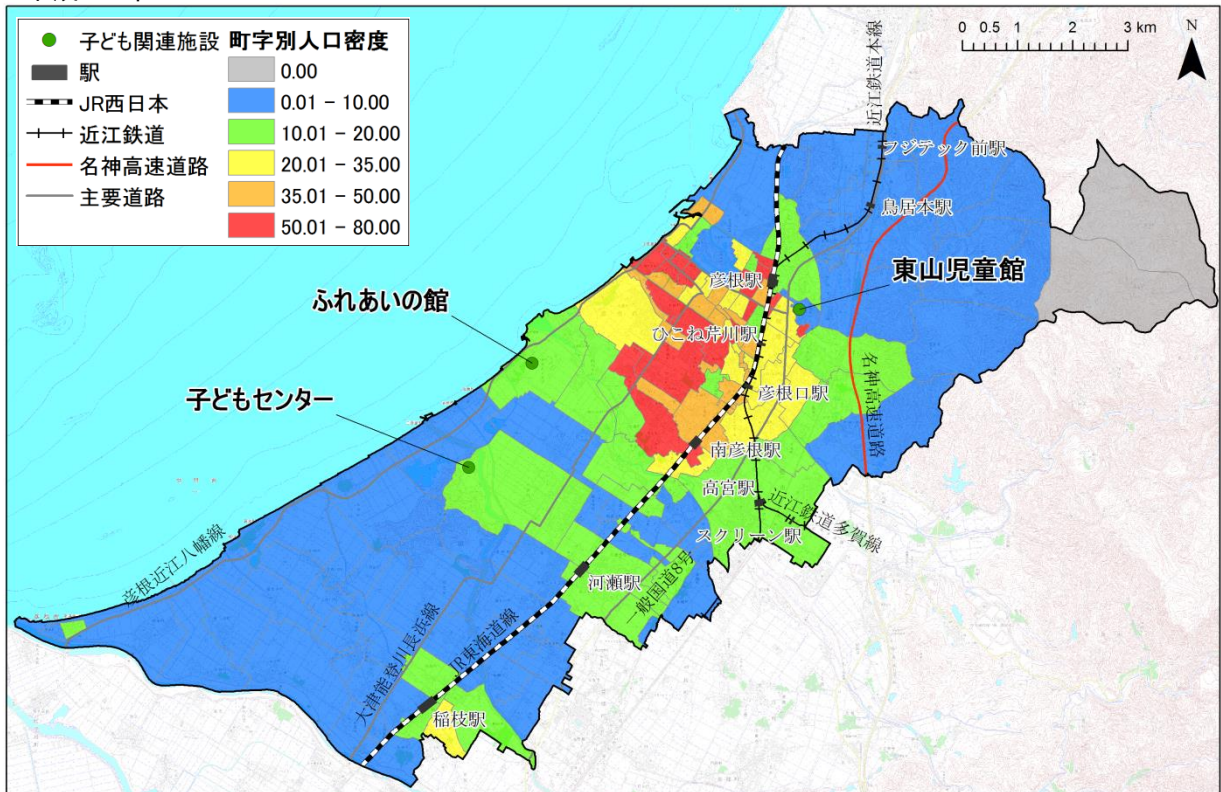 子ども関連施設
駅
JR西日本
近江鉄道
名神高速道路
主要道路
町字別人口密度
0.00
0.01 - 10.00
10.01 - 20.00
20.01 - 35.00
35.01 - 50.00
50.01 - 80.00
0 0.5 1 2 3 km
N
近江鉄道本線
フジテック前駅
鳥居本駅
彦根駅
東山児童館
ふれあいの館
ひこね芹川駅
名神高速道路
彦根口駅
子どもセンター
南彦根駅
高宮駅
近江鉄道多賀線
スクリーン駅
彦根近江八幡線
河瀬駅
一般国道8号
大津能登川長浜線
JR東海道線
稲枝駅